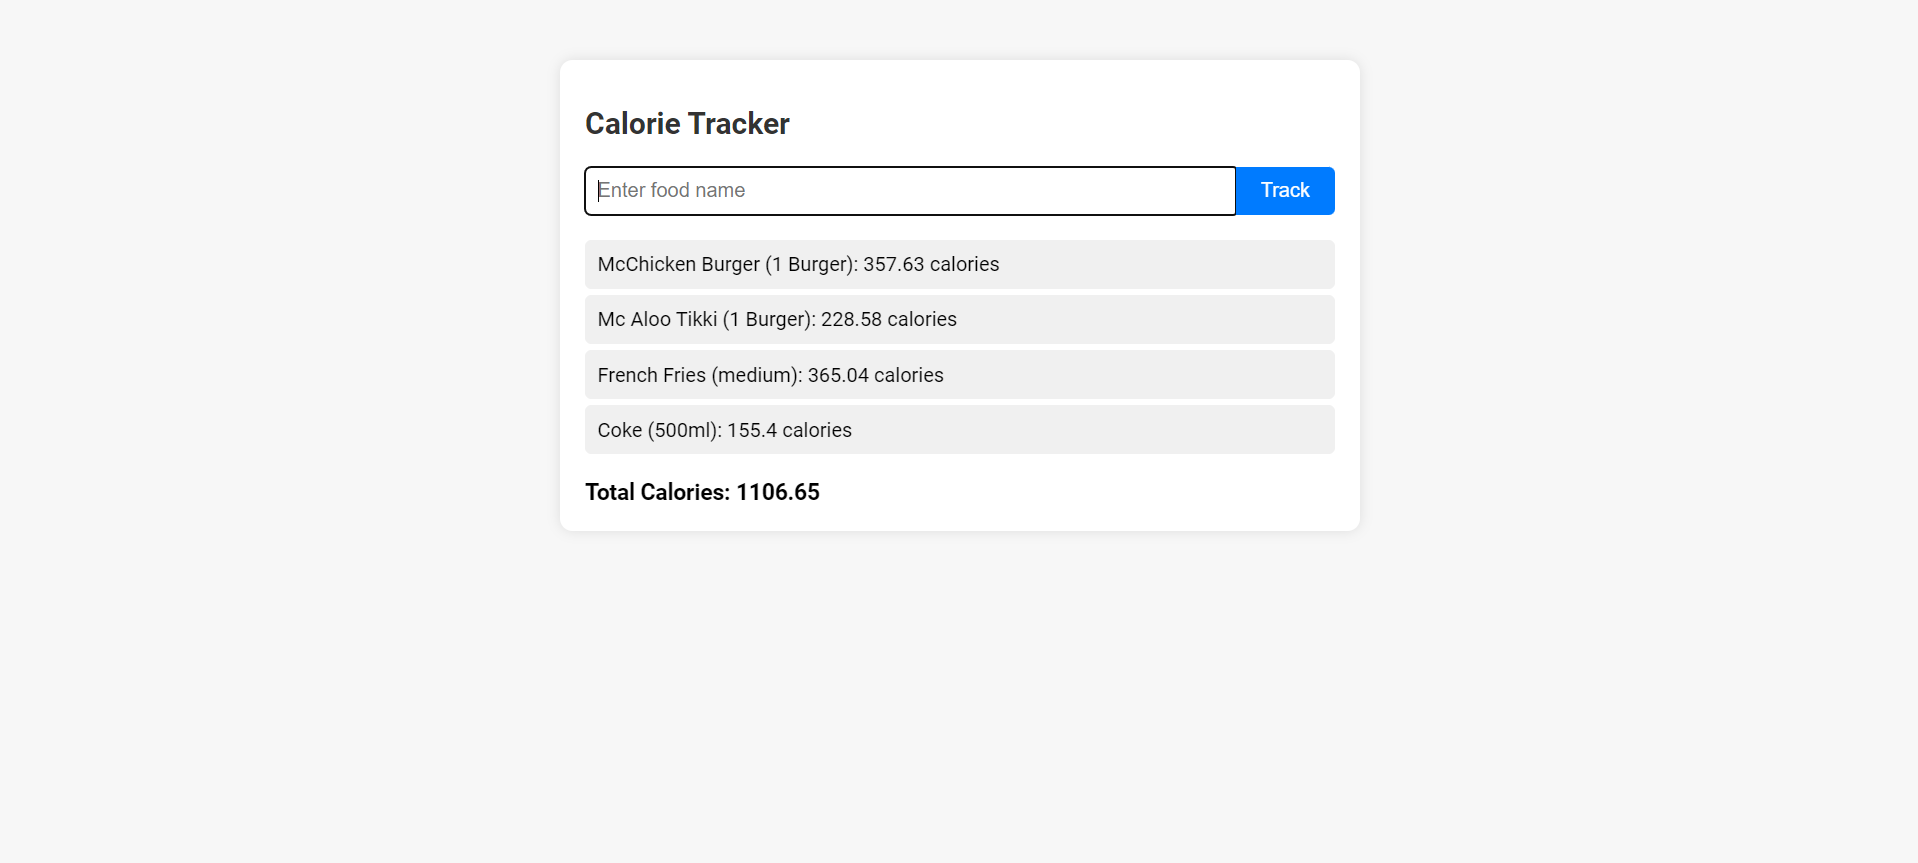 Calorie Tracker
Enter food name
Track
McChicken Burger (1 Burger): 357.63 calories
Mc Aloo Tikki (1 Burger): 228.58 calories
French Fries (medium): 365.04 calories
Coke (500ml): 155.4 calories
Total Calories: 1106.65